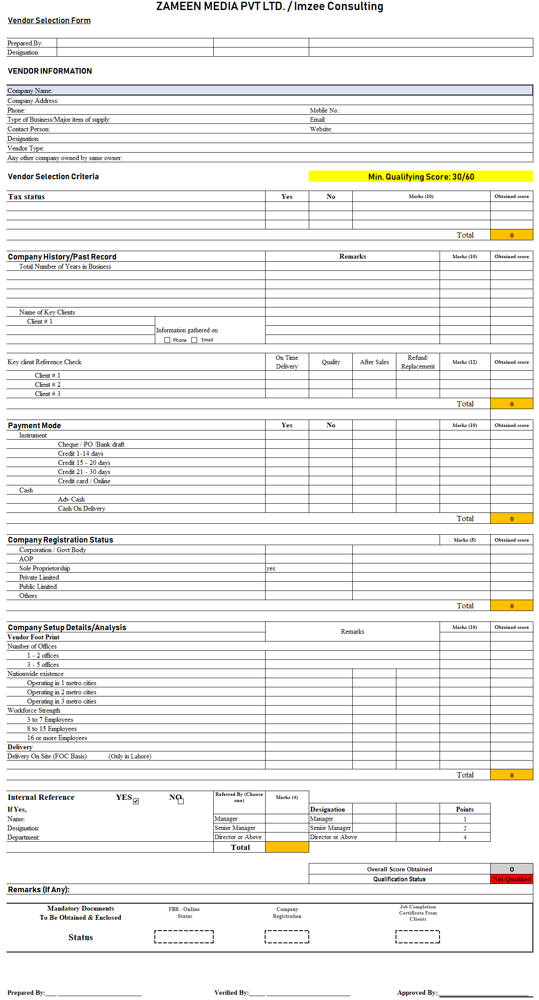 ZAMEEN MEDIA PVT LTD. / Imzee Consulting
Vendor Selection Form
Prepared By:
Designation
VENDOR INFORMATION
Company Name:
Company Address:
Phone: Mobile No.:
Type of Business/Major item of supply: Email:
Contact Person: Website:
Designation:
Vendor Type:
Any other company owned by same owner:
Vendor Selection Criteria Min. Qualifying Score: 30/60
Tax status Yes No Marks (10) Obtained score
Total 0
Company History/Past Record Remarks Marks (10) Obtained score
Total Number of Years in Business
Name of Key Clients
Client # 1
Information gathered on
Phone Email
Key client Reference Check On Time Delivery Quality After Sales Refund/ Replacement Marks (12) Obtained score
Client # 1
Client # 2
Client # 3
Total 0
Payment Mode Yes No Marks (10) Obtained score
Instrument
Cheque / PO /Bank draft
Credit 1-14 days
Credit 15 - 20 days
Credit 21 - 30 days
Credit card / Online
Cash
Adv Cash
Cash On Delivery
Total 0
Company Registration Status Marks (5) Obtained score
Corporation / Govt Body
AOP
Sole Proprietorship yes
Private Limited
Public Limited
Others
Total 0
Company Setup Details/Analysis Remarks Marks (10) Obtained score
Vendor Foot Print
Number of Offices
1 - 2 offices
3 - 5 offices
Nationwide existence
Operating in 1 metro cities
Operating in 2 metro cities
Operating in 3 metro cities
Workforce Strength
3 to 7 Employees
8 to 15 Employees
16 or more Employees
Delivery
Delivery On Site (FOC Basis) (Only in Lahore)
Total 0
Internal Reference YES NO Referred By (Choose one) Marks (4)
If Yes, Designation Points
Name: Manager Manager 1
Designation: Senior Manager Senior Manager 2
Department: Director or Above Director or Above 4
Total
Overall Score Obtained 0
Qualification Status Not Qualified
Remarks (If Any):
Mandatory Documents
To Be Obtained & Enclosed
FBR - Online
Status
Company
Registration
Job Completion
Certificate From
Clients
Status
Prepared By:___ ________________________ Verified By:____ ________________________ Approved By:__________________________